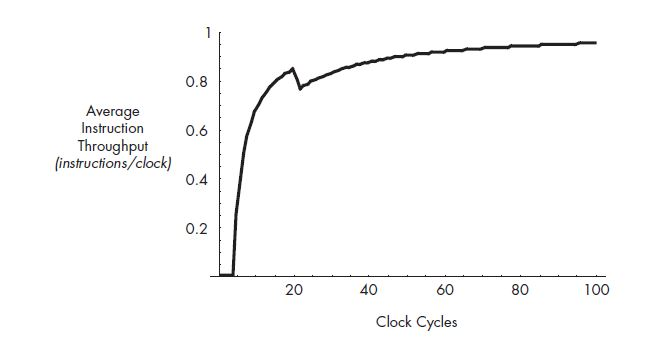 1
0.8
Average
Instruction
Throughput
(instructions/clock)
0.6
0.4
0.2
20 40 60 80 100
Clock Cycles